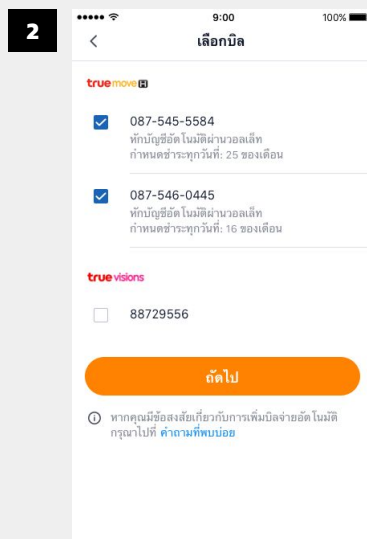 2
9:00
100%
เลือกบิล
truemove H
087-545-5584
หักบัญชีอัตโนมัติผ่านวอลเล็ท
กำหนดชำระทุกวันที่: 25 ของเดือน
087-546-0445
หักบัญชีอัตโนมัติผ่านวอลเล็ท
กำหนดชำระทุกวันที่: 16 ของเดือน
truevisions
88729556
ถัดไป
หากคุณมีข้อสงสัยเกี่ยวกับการเพิ่มบิลจ่ายอัตโนมัติ
กรุณาไปที่ คำถามที่พบบ่อย